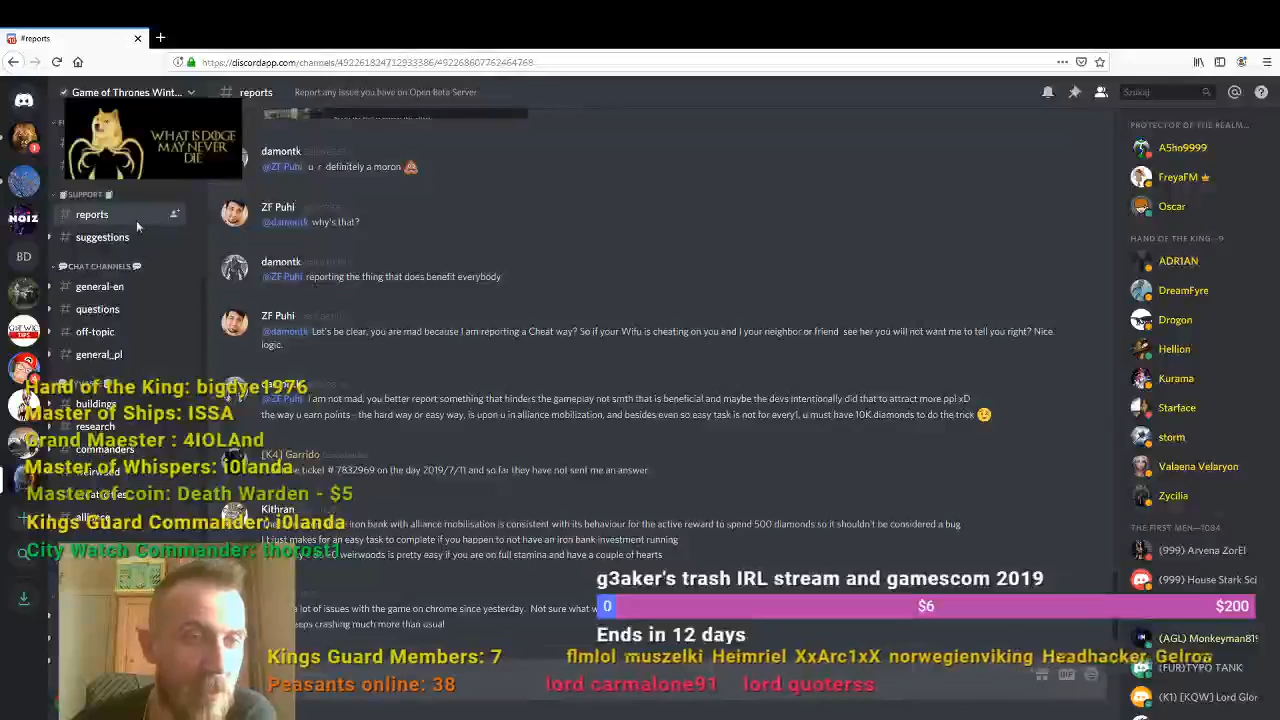 #reports
https://discordapp.com/channels/492261824712933386/492268607762464768
Game of Thrones Wint...
reports
Report any issue you have on Open Beta Server
Szukaj
WHAT IS DOGE
MAY NEVER
DIE
SUPPORT
reports
suggestions
CHAT CHANNELS
general-en
questions
off-topic
general_pl
buildings
research
commanders
NOIZ
BD
damontk
@ZF Puhi u r definitely a moron
ZF Puhi
@damontk why's that?
damontk
@ZF Puhi reporting the thing that does benefit everybody
ZF Puhi
@damontk Let's be clear, you are mad because I am reporting a Cheat way? So if your Wifu is cheating on you and I your neighbor or friend see her you will not want me to tell you right? Nice
logic.
@ZF Puhi I am not mad, you better report something that hinders the gameplay not smth that is beneficial and maybe the devs intentionally did that to attract more ppl xD
the way u earn points - the hard way or easy way, is upon u in alliance mobilization, and besides even so easy task is not for every1, u must have 10K diamonds to do the trick
[K4] Garrido
ticket # 7832969 on the day 2019/7/11 and so far they have not sent me an answer
Kithran
iron bank with alliance mobilisation is consistent with its behaviour for the active reward to spend 500 diamonds so it shouldn't be considered a bug
It just makes for an easy task to complete if you happen to not have an iron bank investment running
weirwoods is pretty easy if you are on full stamina and have a couple of hearts
lot of issues with the game on chrome since yesterday. Not sure what
crashing much more than usual
PROTECTOR OF THE REALM...
A5ho9999
FreyaFM
Oscar
HAND OF THE KING—9
ADR1AN
DreamFyre
Drogon
Hellion
Kurama
Starface
storm
Valaena Velaryon
Zycilia
THE FIRST MEN—1084
(999) Arvena ZorEl
(999) House Stark Sci
(AGL) Monkeyman819
(FUR)TYPO TANK
(K1) [KQW] Lord Glor
Hand of the King: bigdye1976
Master of Ships: ISSA
Grand Maester : 4IOLAnd
Master of Whispers: i0landa
Master of coin: Death Warden - $5
Kings Guard Commander: i0landa
City Watch Commander: thorost1
g3aker's trash IRL stream and gamescom 2019
0 $6 $200
Ends in 12 days
Kings Guard Members: 7 flmlol muszelki Heimriel XxArc1xX norwegienviking Headhacker Gelroa
Peasants online: 38 lord carmalone91 lord quoterss
GIF